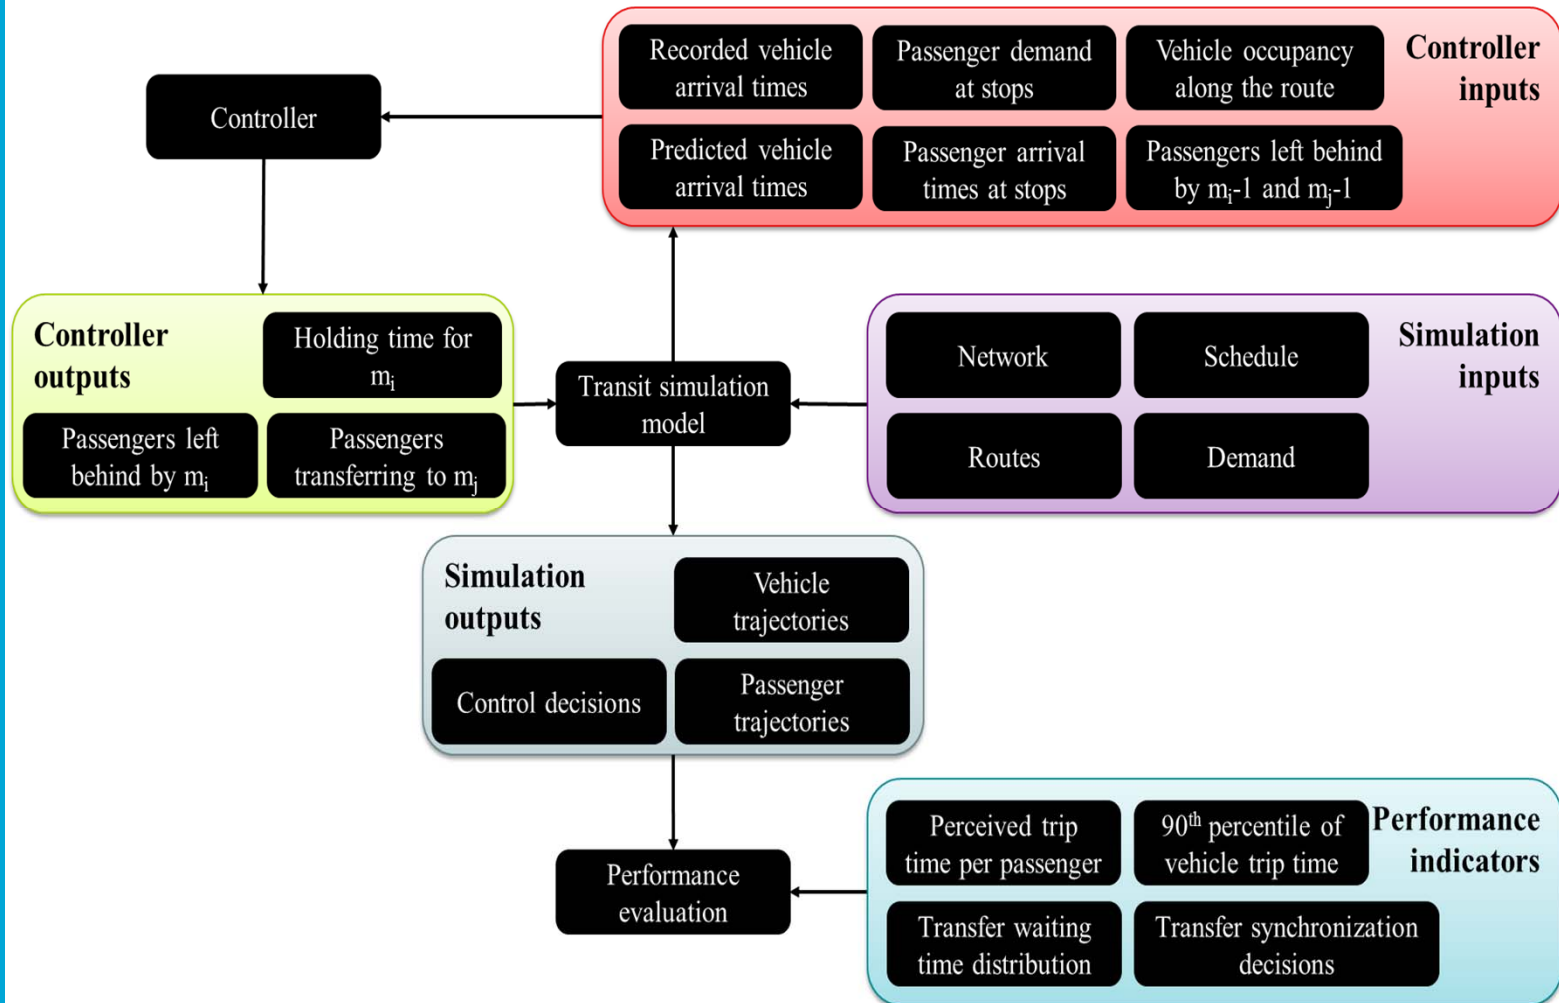 Recorded vehicle
arrival times
Passenger demand
at stops
Vehicle occupancy
along the route
Controller
inputs
Predicted vehicle
arrival times
Passenger arrival
times at stops
Passengers left behind
by mᵢ-1 and mⱼ-1
Controller
Controller
outputs
Holding time for
mᵢ
Passengers left
behind by mᵢ
Passengers
transferring to mⱼ
Transit simulation
model
Network
Schedule
Simulation
inputs
Routes
Demand
Simulation
outputs
Vehicle
trajectories
Control decisions
Passenger
trajectories
Performance
evaluation
Perceived trip
time per passenger
90ᵗʰ percentile of
vehicle trip time
Performance
indicators
Transfer waiting
time distribution
Transfer synchronization
decisions